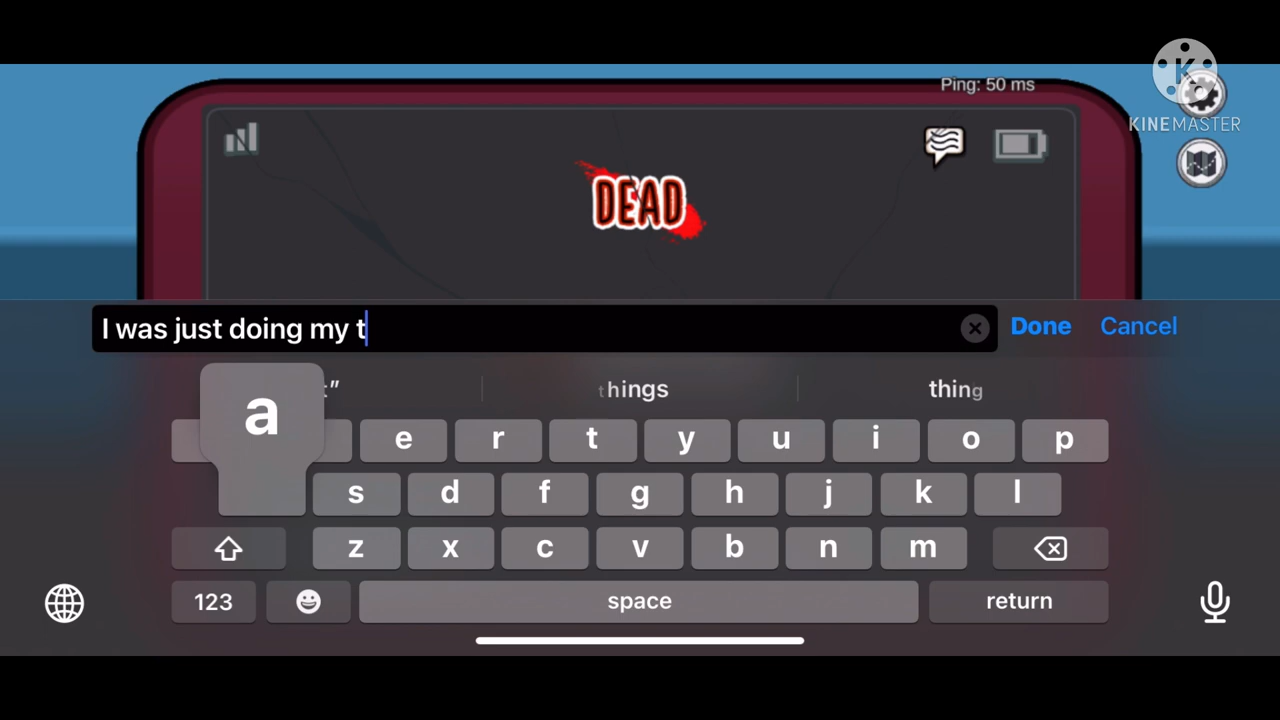 Ping: 50 ms
KINEMASTER
DEAD
I was just doing my t
Done
Cancel
things
thing
a
e r t y u i o p
s d f g h j k l
z x c v b n m
123
space
return